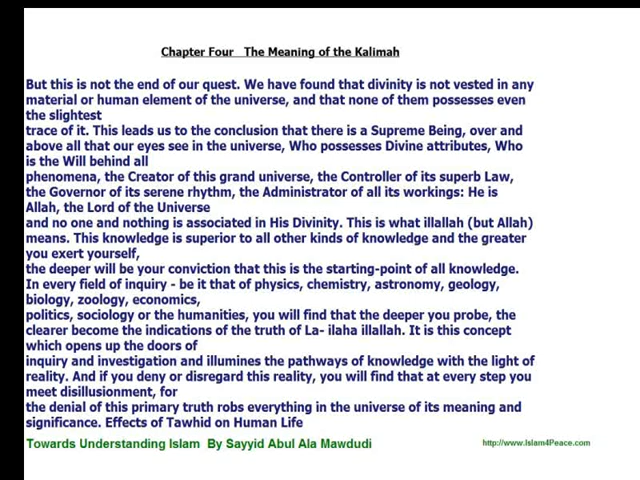 Chapter Four   The Meaning of the Kalimah
But this is not the end of our quest. We have found that divinity is not vested in any
material or human element of the universe, and that none of them possesses even
the slightest
trace of it. This leads us to the conclusion that there is a Supreme Being, over and
above all that our eyes see in the universe, Who possesses Divine attributes, Who
is the Will behind all
phenomena, the Creator of this grand universe, the Controller of its superb Law,
the Governor of its serene rhythm, the Administrator of all its workings: He is
Allah, the Lord of the Universe
and no one and nothing is associated in His Divinity. This is what illallah (but Allah)
means. This knowledge is superior to all other kinds of knowledge and the greater
you exert yourself,
the deeper will be your conviction that this is the starting-point of all knowledge.
In every field of inquiry - be it that of physics, chemistry, astronomy, geology,
biology, zoology, economics,
politics, sociology or the humanities, you will find that the deeper you probe, the
clearer become the indications of the truth of La- ilaha illallah. It is this concept
which opens up the doors of
inquiry and investigation and illumines the pathways of knowledge with the light of
reality. And if you deny or disregard this reality, you will find that at every step you
meet disillusionment, for
the denial of this primary truth robs everything in the universe of its meaning and
significance. Effects of Tawhid on Human Life
Towards Understanding Islam  By Sayyid Abul Ala Mawdudi
http://www.Islam4Peace.com